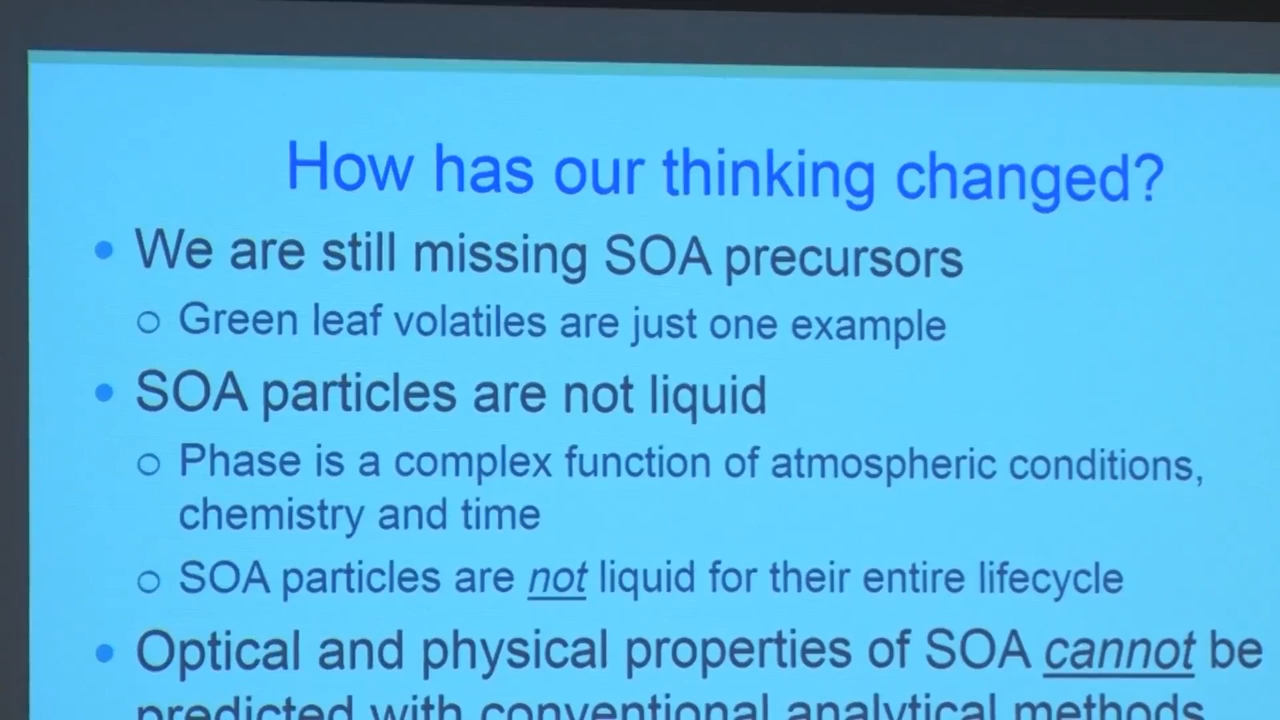 How has our thinking changed?
• We are still missing SOA precursors
o Green leaf volatiles are just one example
• SOA particles are not liquid
o Phase is a complex function of atmospheric conditions,
chemistry and time
o SOA particles are not liquid for their entire lifecycle
• Optical and physical properties of SOA cannot be
predicted with conventional analytical methods